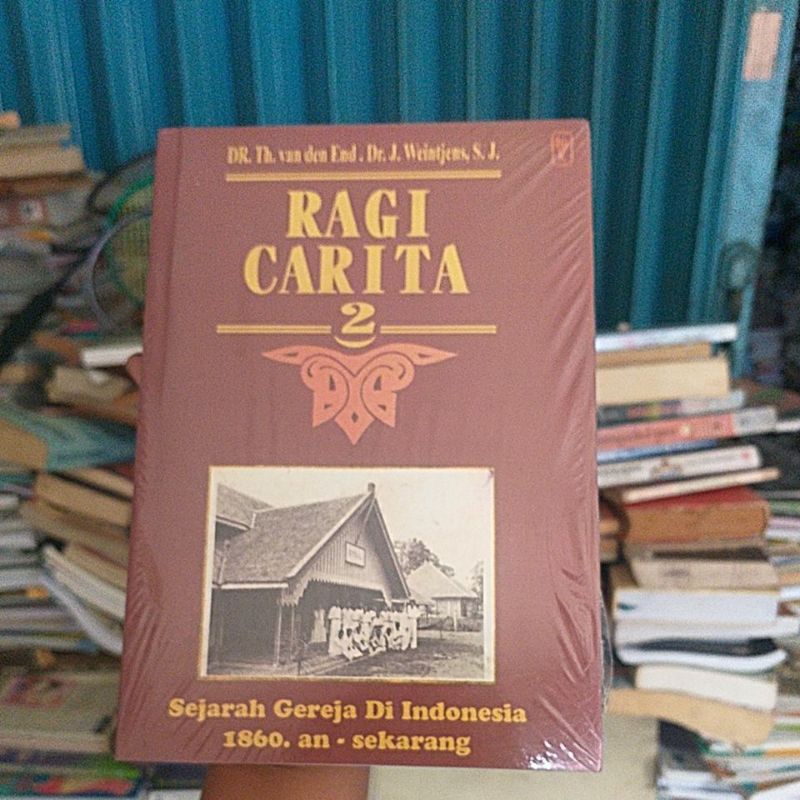 DR. Th. van den End . Dr. J. Weintjens, S. J.
RAGI
CARITA
2
Sejarah Gereja Di Indonesia
1860. an - sekarang